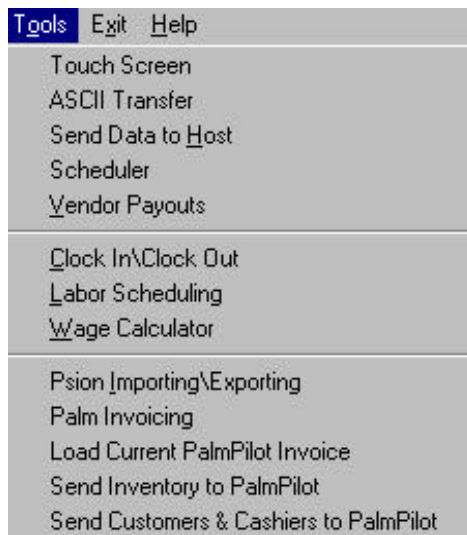 Tools Exit Help
Touch Screen
ASCII Transfer
Send Data to Host
Scheduler
Vendor Payouts
Clock In\Clock Out
Labor Scheduling
Wage Calculator
Psion Importing\Exporting
Palm Invoicing
Load Current PalmPilot Invoice
Send Inventory to PalmPilot
Send Customers & Cashiers to PalmPilot